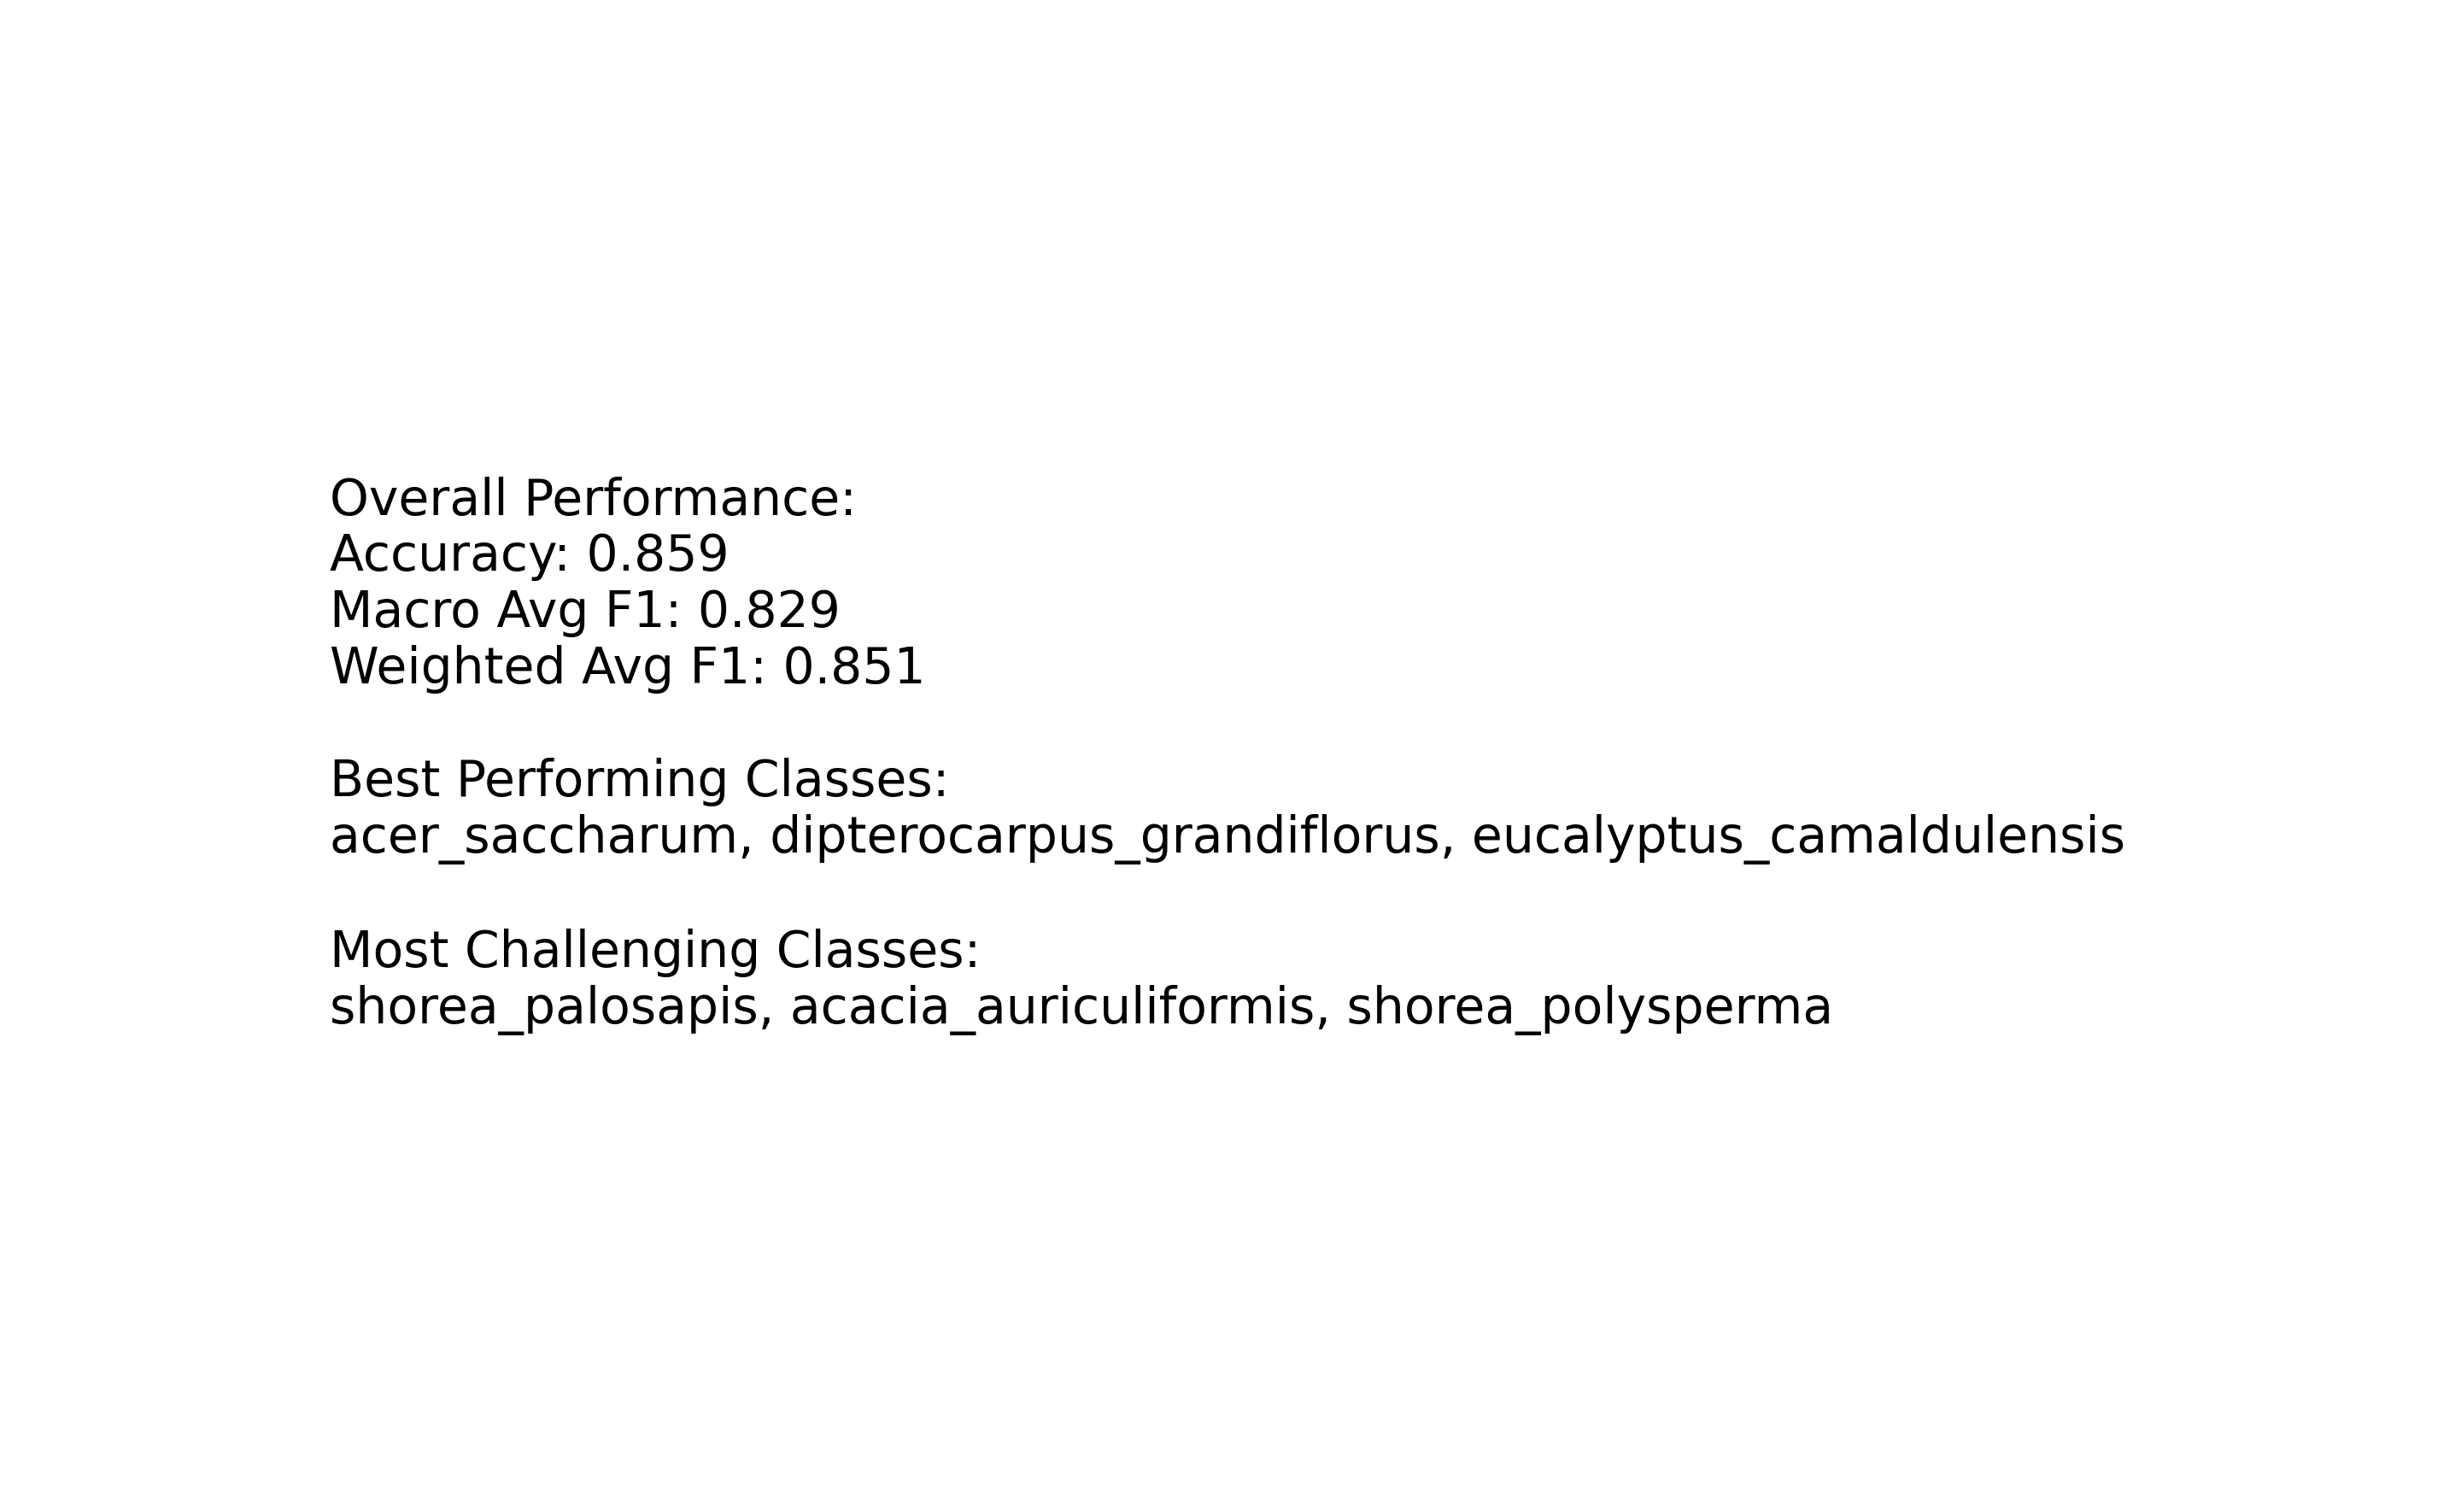 Overall Performance:
Accuracy: 0.859
Macro Avg F1: 0.829
Weighted Avg F1: 0.851
Best Performing Classes:
acer_saccharum, dipterocarpus_grandiflorus, eucalyptus_camaldulensis
Most Challenging Classes:
shorea_palosapis, acacia_auriculiformis, shorea_polysperma